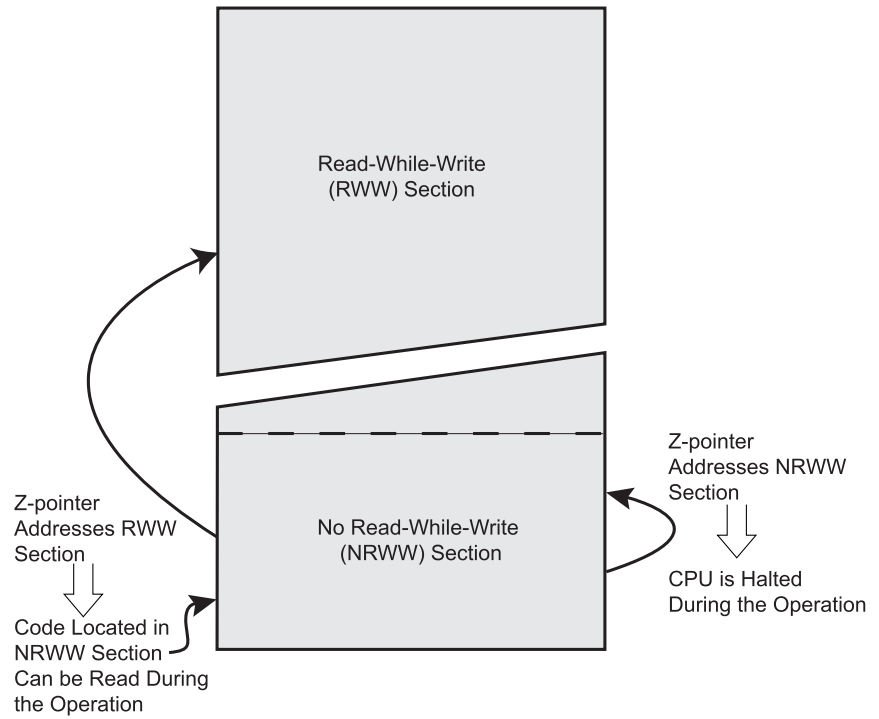 Read-While-Write
(RWW) Section
Z-pointer
Addresses NRWW
Section
Z-pointer
Addresses RWW
Section
No Read-While-Write
(NRWW) Section
CPU is Halted
During the Operation
Code Located in
NRWW Section
Can be Read During
the Operation